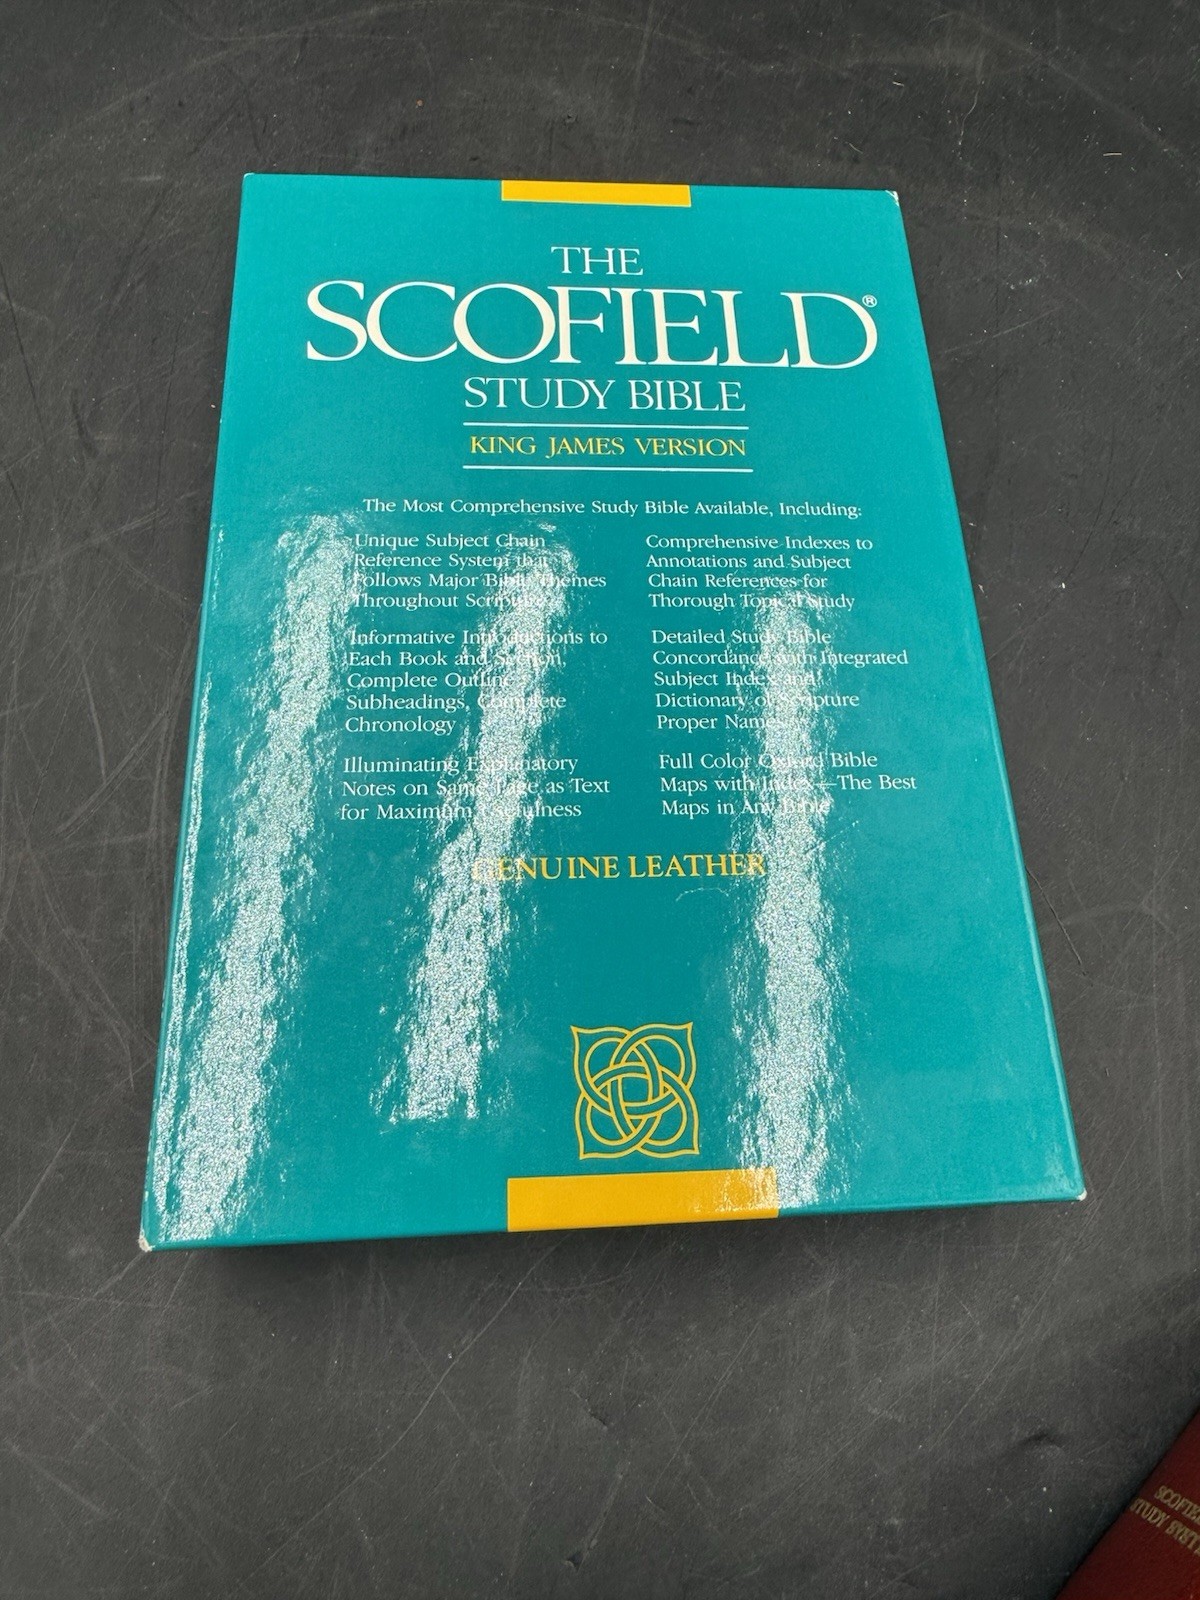 THE
SCOFIELD®
STUDY BIBLE
KING JAMES VERSION
The Most Comprehensive Study Bible Available, Including:
Unique Subject Chain
Reference System that
Follows Major Bible Themes
Throughout Scripture
Informative Introductions to
Each Book and Section,
Complete Outline
Subheadings, Complete
Chronology
Illuminating Explanatory
Notes on Same Page as Text
for Maximum Usefulness
Comprehensive Indexes to
Annotations and Subject
Chain References for
Thorough Topical Study
Detailed Study Bible
Concordance with Integrated
Subject Index and
Dictionary of Scripture
Proper Names
Full Color Oxford Bible
Maps with Index—The Best
Maps in Any Bible
GENUINE LEATHER
STUDY